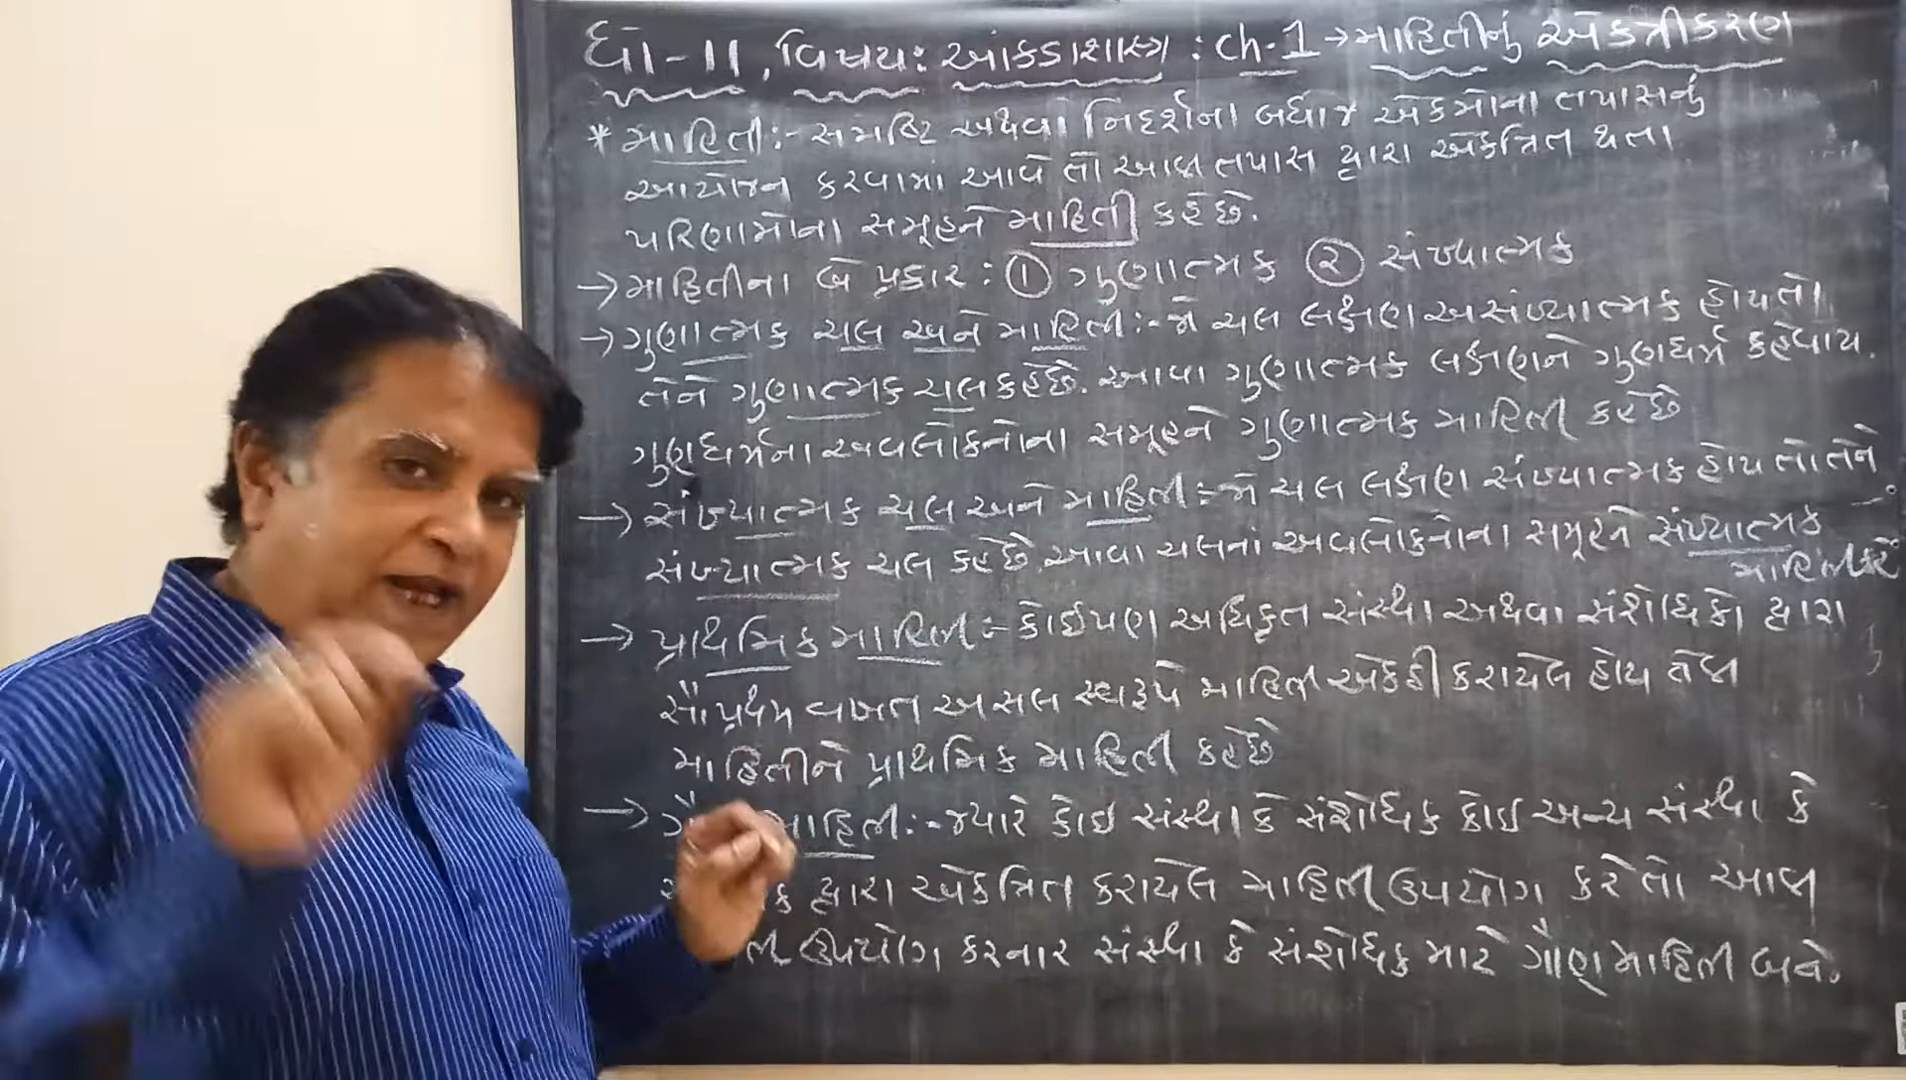 ધો-11, વિષય: આંકડાશાસ્ત્ર : ch-1 → માહિતીનું એકત્રીકરણ
* માહિતી:- સમષ્ટિ અથવા નિદર્શના બધાજ એકમોના તપાસનું
આયોજન કરવામાં આવે તો આવી તપાસ દ્વારા એકત્રિત થતા
પરિણામોના સમૂહને માહિતી કહે છે.
→ માહિતીના બે પ્રકાર: ① ગુણાત્મક ② સંખ્યાત્મક
→ ગુણાત્મક ચલ અને માહિતી:- જે ચલ લક્ષણ અસંખ્યાત્મક હોય તો
તેને ગુણાત્મક ચલ કહેછે. આવા ગુણાત્મક લક્ષણને ગુણધર્મ કહેવાય.
ગુણધર્મના અવલોકનોના સમૂહને ગુણાત્મક માહિતી કહે છે
→ સંખ્યાત્મક ચલ અને માહિતી:- જે ચલ લક્ષણ સંખ્યાત્મક હોય તો તેને
સંખ્યાત્મક ચલ કહે છે. આવા ચલનાં અવલોકનોના સમૂહને સંખ્યાત્મક
માહિતી કહે
→ પ્રાથમિક માહિતી:- કોઈપણ અધિકૃત સંસ્થા અથવા સંશોધકો દ્વારા
સૌપ્રથમ વખત અસલ સ્વરૂપે માહિતી એકઠી કરાયેલ હોય તેવી
માહિતીને પ્રાથમિક માહિતી કહે છે
→ માહિતી:- જ્યારે કોઇ સંસ્થા કે સંશોધક કોઇ અન્ય સંસ્થા કે
દ્વારા એકત્રિત કરાયેલ માહિતી ઉપયોગ કરે તો આવી
ઉપયોગ કરનાર સંસ્થા કે સંશોધક માટે ગૌણ માહિતી બને.